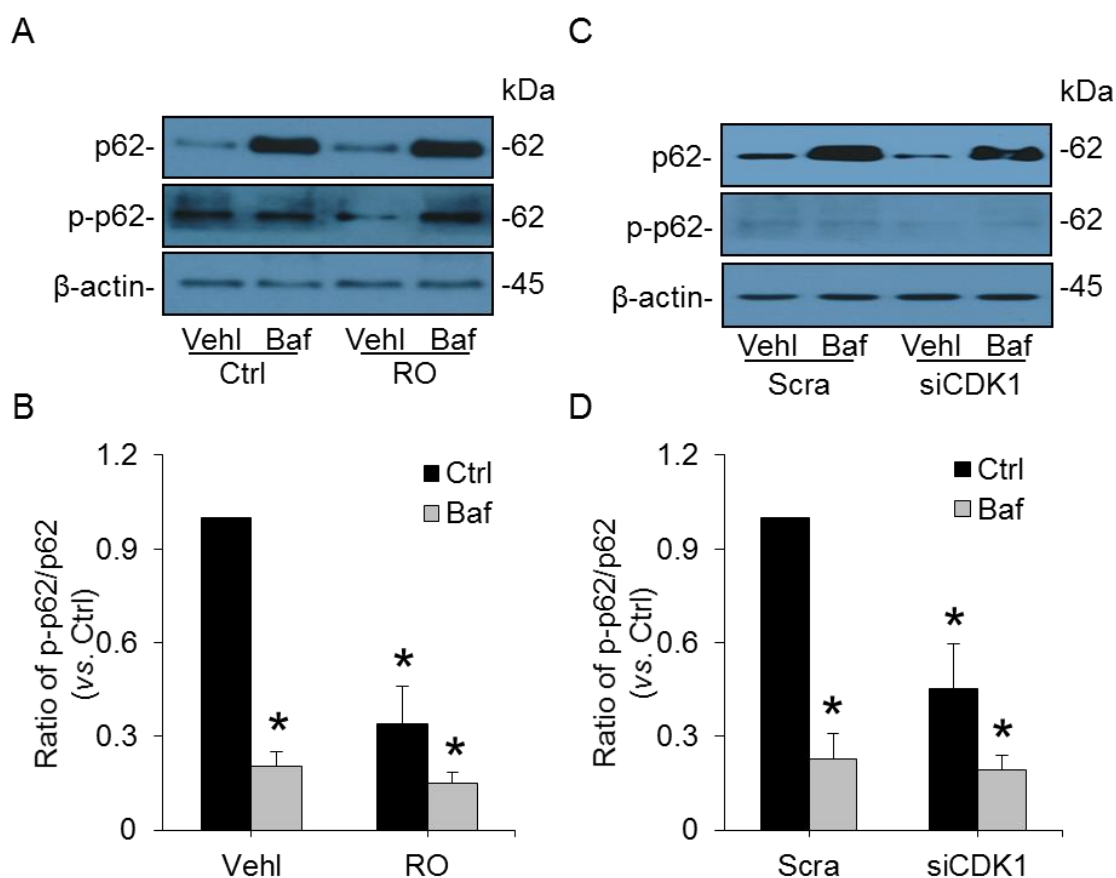 A
kDa
p62-
-62
p-p62-
-62
β-actin-
-45
Vehl Baf Vehl Baf
Ctrl RO
C
kDa
p62-
-62
p-p62-
-62
β-actin-
-45
Vehl Baf Vehl Baf
Scra siCDK1
B
Ratio of p-p62/p62
(vs. Ctrl)
1.2
0.9
0.6
0.3
0
Ctrl
Baf
*
*
*
Vehl RO
D
Ratio of p-p62/p62
(vs. Ctrl)
1.2
0.9
0.6
0.3
0
Ctrl
Baf
*
*
*
Scra siCDK1